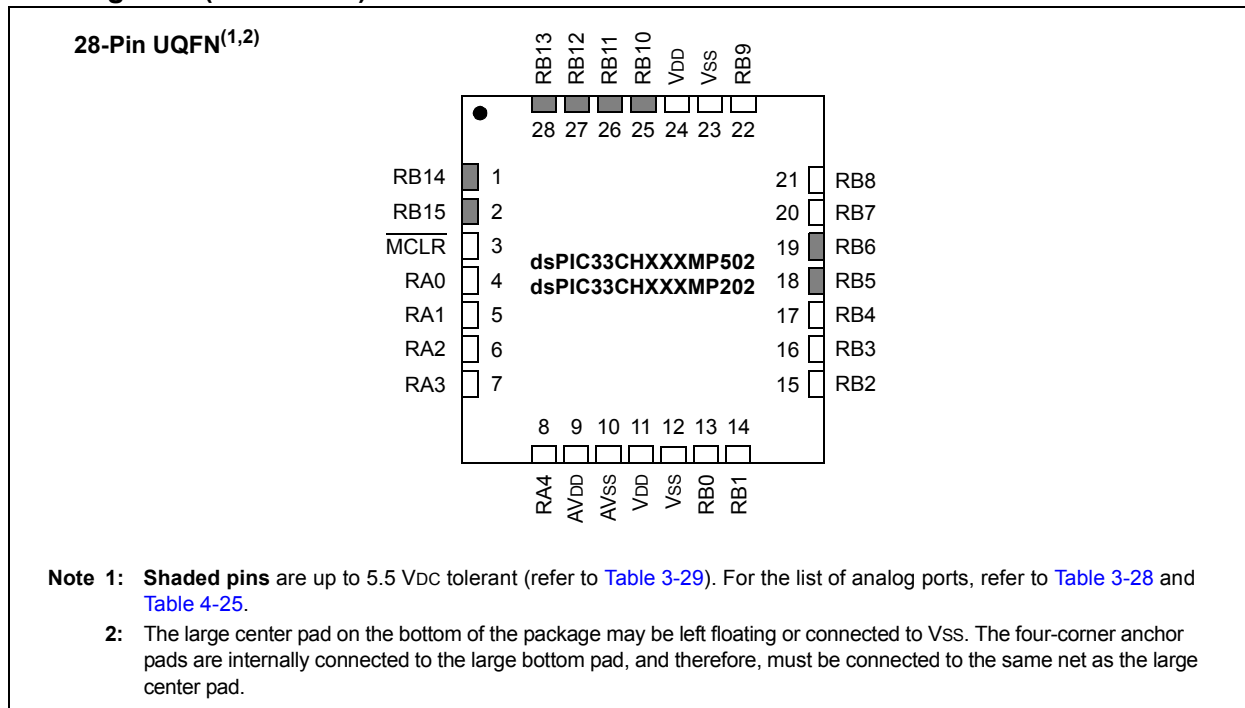 28-Pin UQFN(1,2)
RB13
RB12
RB11
RB10
VDD
VSS
RB9
28 27 26 25 24 23 22
RB14 1
RB15 2
MCLR 3
RA0 4
RA1 5
RA2 6
RA3 7
dsPIC33CHXXXMP502
dsPIC33CHXXXMP202
21 RB8
20 RB7
19 RB6
18 RB5
17 RB4
16 RB3
15 RB2
8 9 10 11 12 13 14
RA4
AVDD
AVSS
VDD
VSS
RB0
RB1
Note 1: Shaded pins are up to 5.5 VDC tolerant (refer to Table 3-29). For the list of analog ports, refer to Table 3-28 and
Table 4-25.
2: The large center pad on the bottom of the package may be left floating or connected to VSS. The four-corner anchor
pads are internally connected to the large bottom pad, and therefore, must be connected to the same net as the large
center pad.